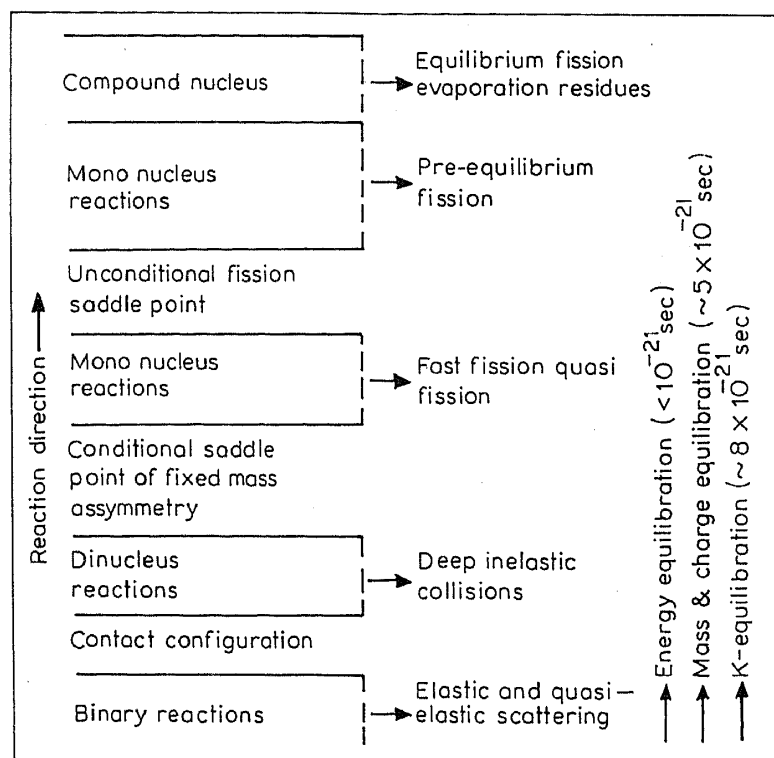 Compound nucleus
Equilibrium fission
evaporation residues
Mono nucleus
reactions
Pre-equilibrium
fission
Unconditional fission
saddle point
Mono nucleus
reactions
Fast fission quasi
fission
Conditional saddle
point of fixed mass
assymmetry
Dinucleus
reactions
Deep inelastic
collisions
Contact configuration
Binary reactions
Elastic and quasi-
elastic scattering
Reaction direction
Energy equilibration (<10⁻²¹ sec)
Mass & charge equilibration (~5×10⁻²¹ sec)
K-equilibration (~8×10⁻²¹ sec)